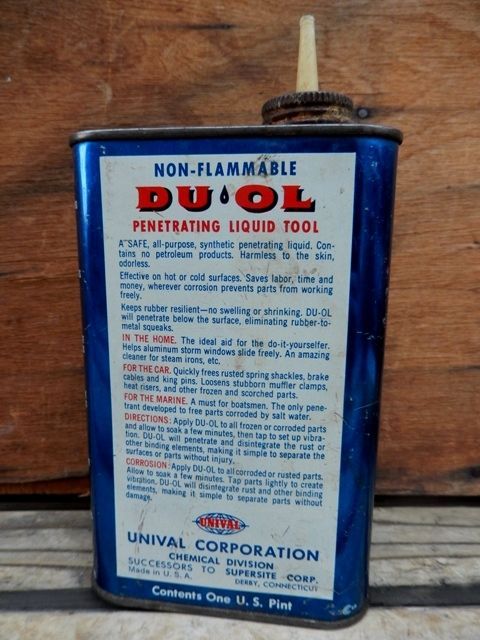 NON-FLAMMABLE
DU·OL
PENETRATING LIQUID TOOL
A SAFE, all-purpose, synthetic penetrating liquid. Con-
tains no petroleum products. Harmless to the skin,
odorless.
Effective on hot or cold surfaces. Saves labor, time and
money, wherever corrosion prevents parts from working
freely.
Keeps rubber resilient—no swelling or shrinking. DU-OL
will penetrate below the surface, eliminating rubber-to-
metal squeaks.
IN THE HOME. The ideal aid for the do-it-yourselfer.
Helps aluminum storm windows slide freely. An amazing
cleaner for steam irons, etc.
FOR THE CAR. Quickly frees rusted spring shackles, brake
cables and king pins. Loosens stubborn muffler clamps,
heat risers, and other frozen and scorched parts.
FOR THE MARINE. A must for boatsmen. The only pene-
trant developed to free parts corroded by salt water.
DIRECTIONS: Apply DU-OL to all frozen or corroded parts
and allow to soak a few minutes, then tap to set up vibra-
tion. DU-OL will penetrate and disintegrate the rust or
other binding elements, making it simple to separate the
surfaces or parts without injury.
CORROSION: Apply DU-OL to all corroded or rusted parts.
Allow to soak a few minutes. Tap parts lightly to create
vibration. DU-OL will disintegrate rust and other binding
elements, making it simple to separate parts without
damage.
UNIVAL
UNIVAL CORPORATION
CHEMICAL DIVISION
SUCCESSORS TO SUPERSITE CORP.
Made in U. S. A. DERBY, CONNECTICUT
Contents One U. S. Pint